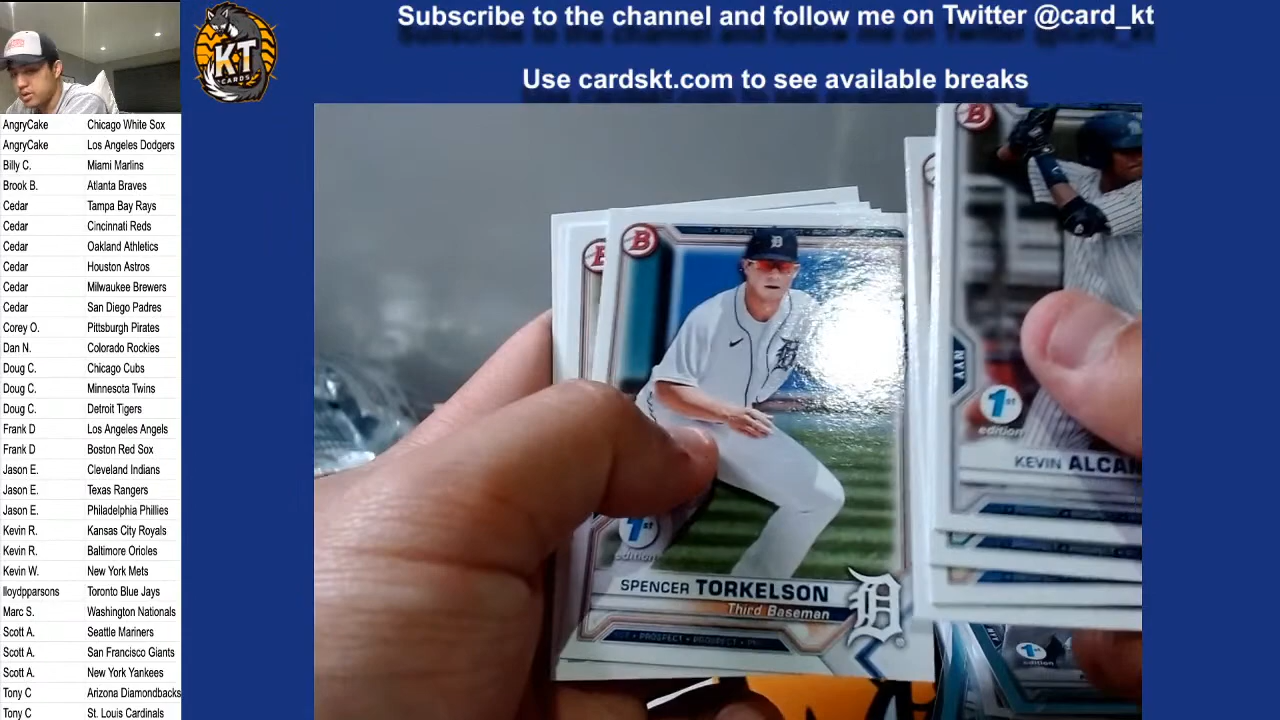 Subscribe to the channel and follow me on Twitter @card_kt
Use cardskt.com to see available breaks
KT
CARDS
AngryCake Chicago White Sox
AngryCake Los Angeles Dodgers
Billy C. Miami Marlins
Brook B. Atlanta Braves
Cedar Tampa Bay Rays
Cedar Cincinnati Reds
Cedar Oakland Athletics
Cedar Houston Astros
Cedar Milwaukee Brewers
Cedar San Diego Padres
Corey O. Pittsburgh Pirates
Dan N. Colorado Rockies
Doug C. Chicago Cubs
Doug C. Minnesota Twins
Doug C. Detroit Tigers
Frank D Los Angeles Angels
Frank D Boston Red Sox
Jason E. Cleveland Indians
Jason E. Texas Rangers
Jason E. Philadelphia Phillies
Kevin R. Kansas City Royals
Kevin R. Baltimore Orioles
Kevin W. New York Mets
lloydpparsons Toronto Blue Jays
Marc S. Washington Nationals
Scott A. Seattle Mariners
Scott A. San Francisco Giants
Scott A. New York Yankees
Tony C Arizona Diamondbacks
Tony C St. Louis Cardinals
B
B
D
D
1st
edition
SPENCER TORKELSON
Third Baseman
D
PROSPECT
B
NYY
1st
edition
KEVIN ALCAN
1st
edition